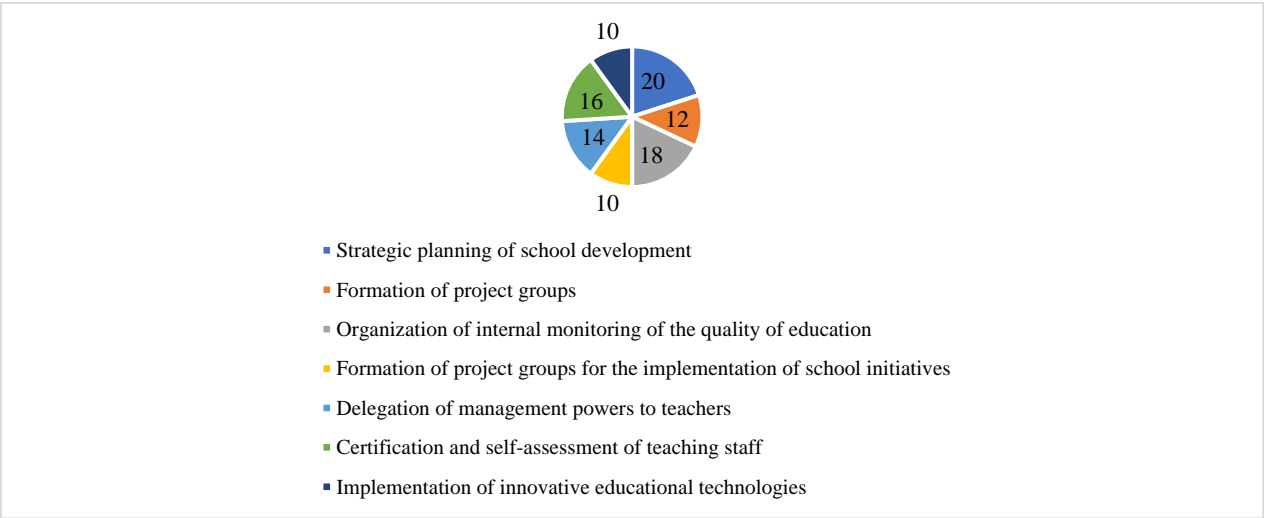 10
20
16
12
14
18
10
Strategic planning of school development
Formation of project groups
Organization of internal monitoring of the quality of education
Formation of project groups for the implementation of school initiatives
Delegation of management powers to teachers
Certification and self-assessment of teaching staff
Implementation of innovative educational technologies